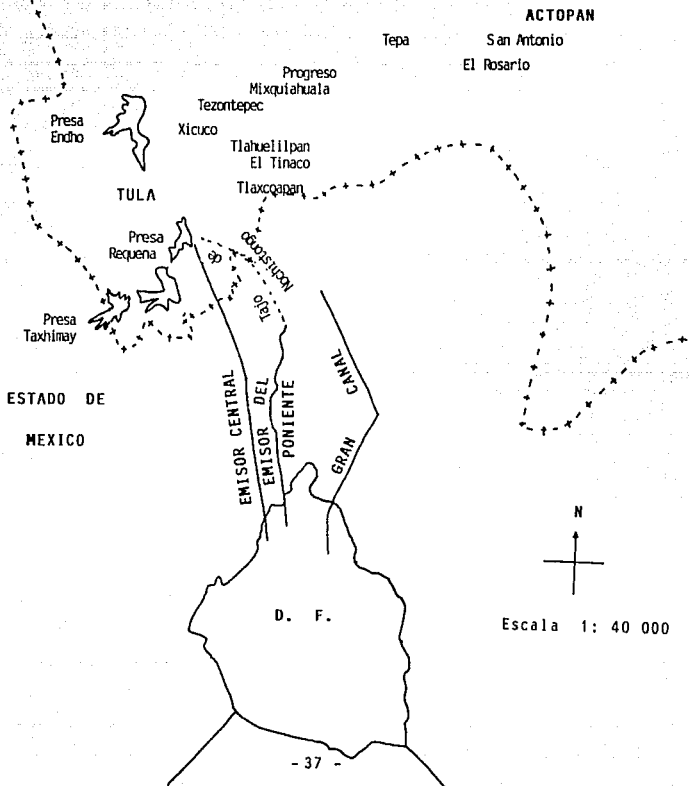 ACTOPAN
Tepa
San Antonio
El Rosario
Progreso
Mixquiahuala
Tezontepec
Presa
Endho
Xicuco
Tlahuelilpan
El Tinaco
TULA
Tlaxcoapan
Presa
Requena
Tajo de Nochistongo
Presa
Taxhimay
ESTADO DE
MEXICO
EMISOR CENTRAL
EMISOR DEL
PONIENTE
GRAN CANAL
N
D. F.
Escala 1: 40 000
- 37 -